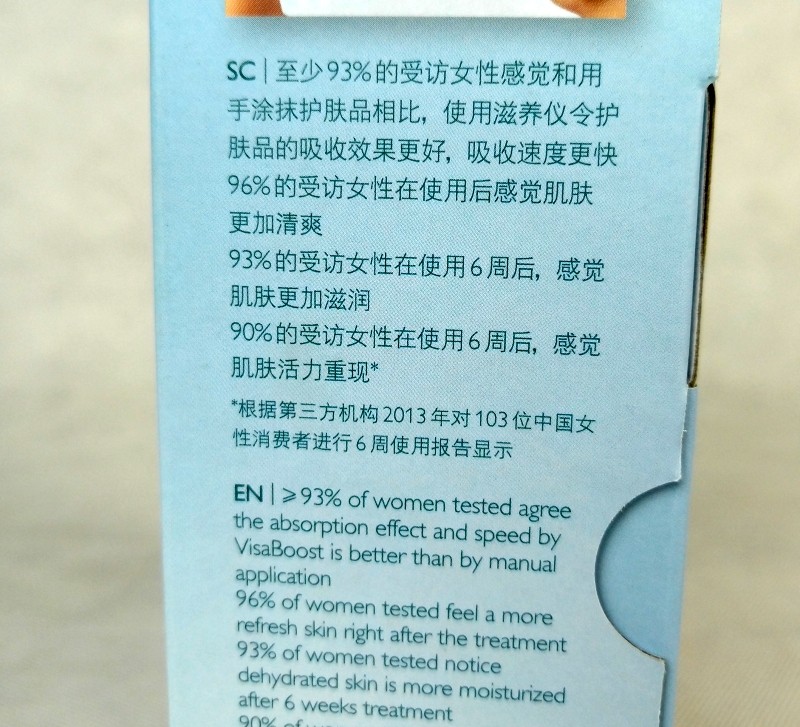 SC | 至少93%的受访女性感觉和用
手涂抹护肤品相比，使用滋养仪令护
肤品的吸收效果更好，吸收速度更快
96%的受访女性在使用后感觉肌肤
更加清爽
93%的受访女性在使用6周后，感觉
肌肤更加滋润
90%的受访女性在使用6周后，感觉
肌肤活力重现*
*根据第三方机构2013年对103位中国女
性消费者进行6周使用报告显示
EN | ⩾93% of women tested agree
the absorption effect and speed by
VisaBoost is better than by manual
application
96% of women tested feel a more
refresh skin right after the treatment
93% of women tested notice
dehydrated skin is more moisturized
after 6 weeks treatment
90% of